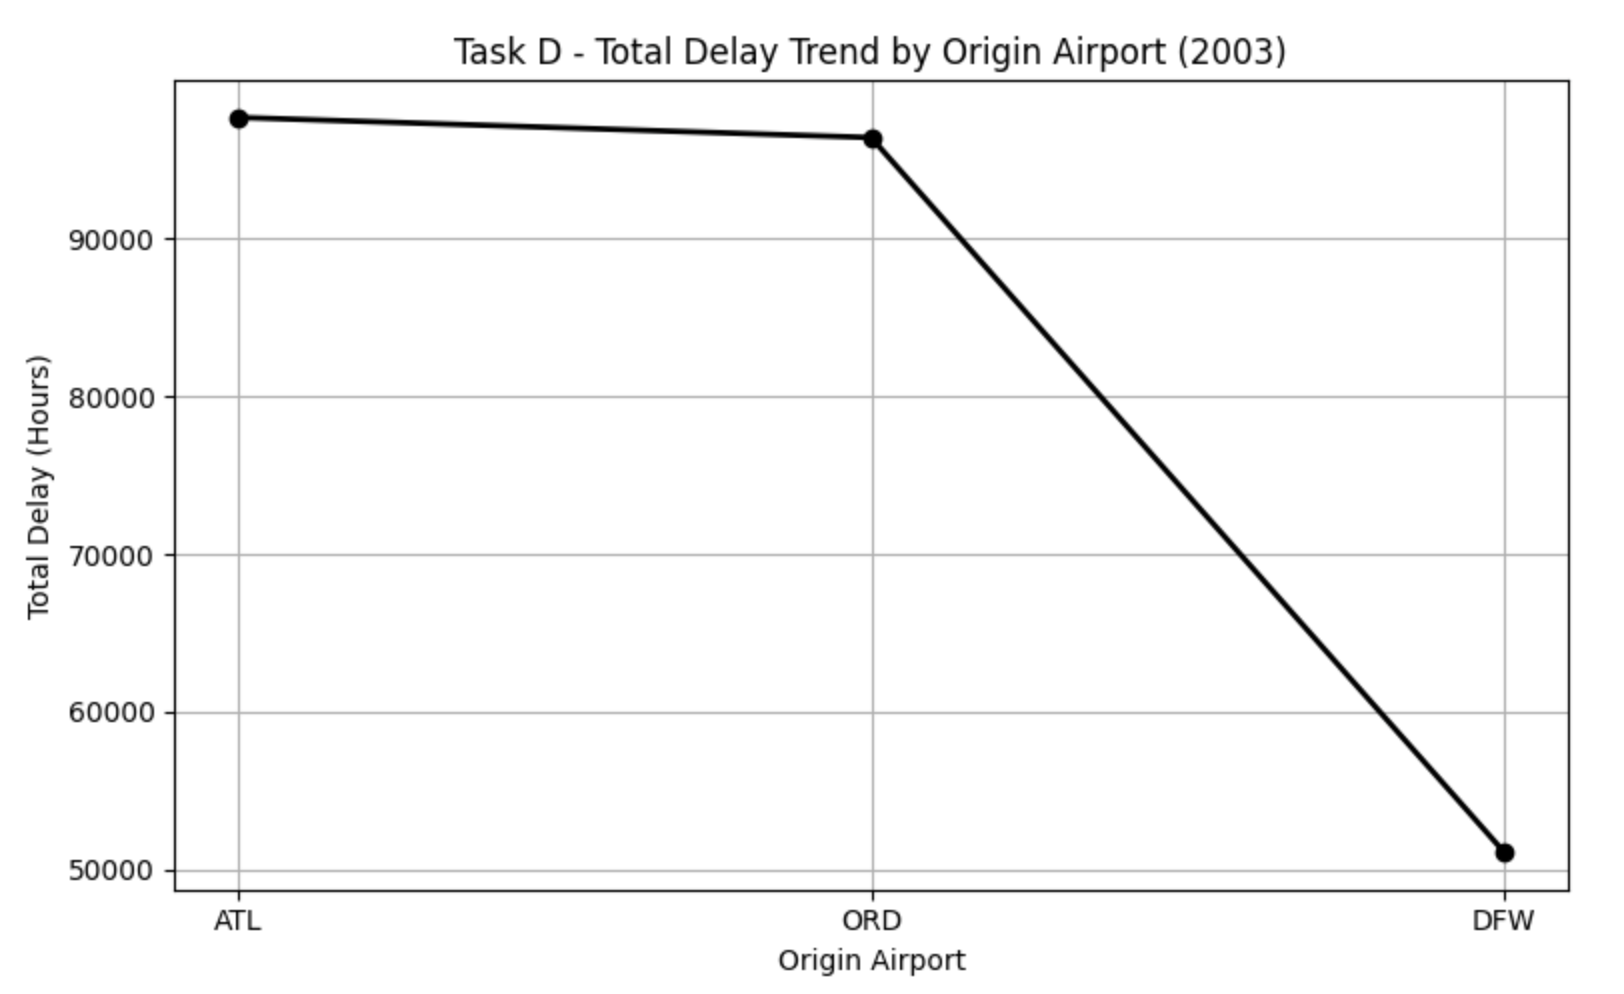 Task D - Total Delay Trend by Origin Airport (2003)
Total Delay (Hours)
90000
80000
70000
60000
50000
ATL ORD DFW
Origin Airport